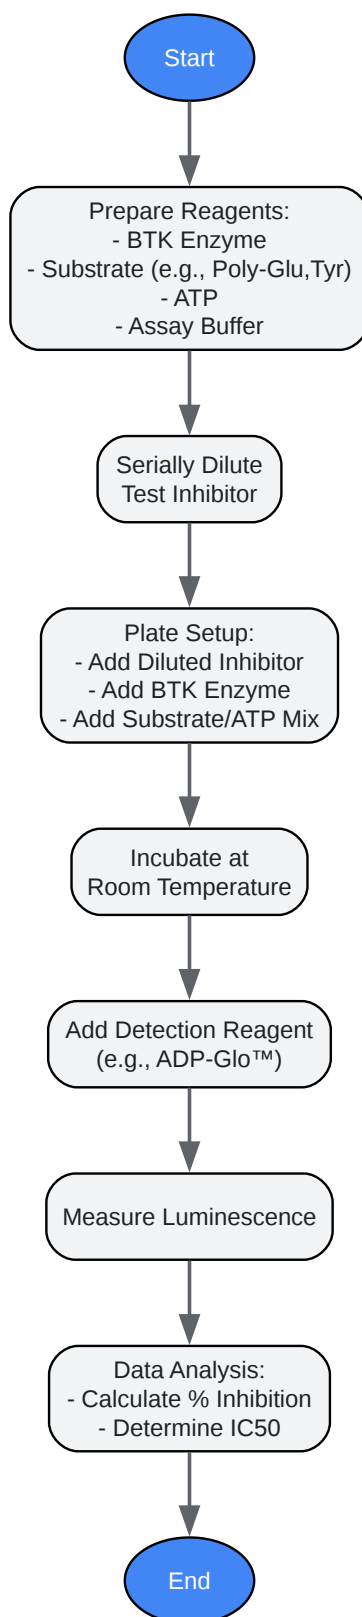 Start
Prepare Reagents:
- BTK Enzyme
- Substrate (e.g., Poly-Glu,Tyr)
- ATP
- Assay Buffer
Serially Dilute
Test Inhibitor
Plate Setup:
- Add Diluted Inhibitor
- Add BTK Enzyme
- Add Substrate/ATP Mix
Incubate at
Room Temperature
Add Detection Reagent
(e.g., ADP-Glo™)
Measure Luminescence
Data Analysis:
- Calculate % Inhibition
- Determine IC50
End